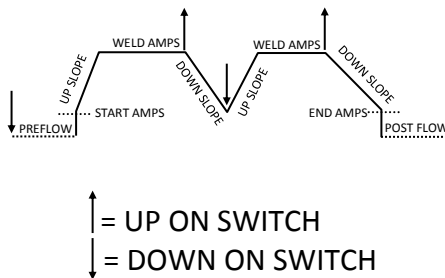 WELD AMPS
WELD AMPS
UP SLOPE
DOWN SLOPE
UP SLOPE
DOWN SLOPE
START AMPS
END AMPS
PREFLOW
POST FLOW
= UP ON SWITCH
= DOWN ON SWITCH